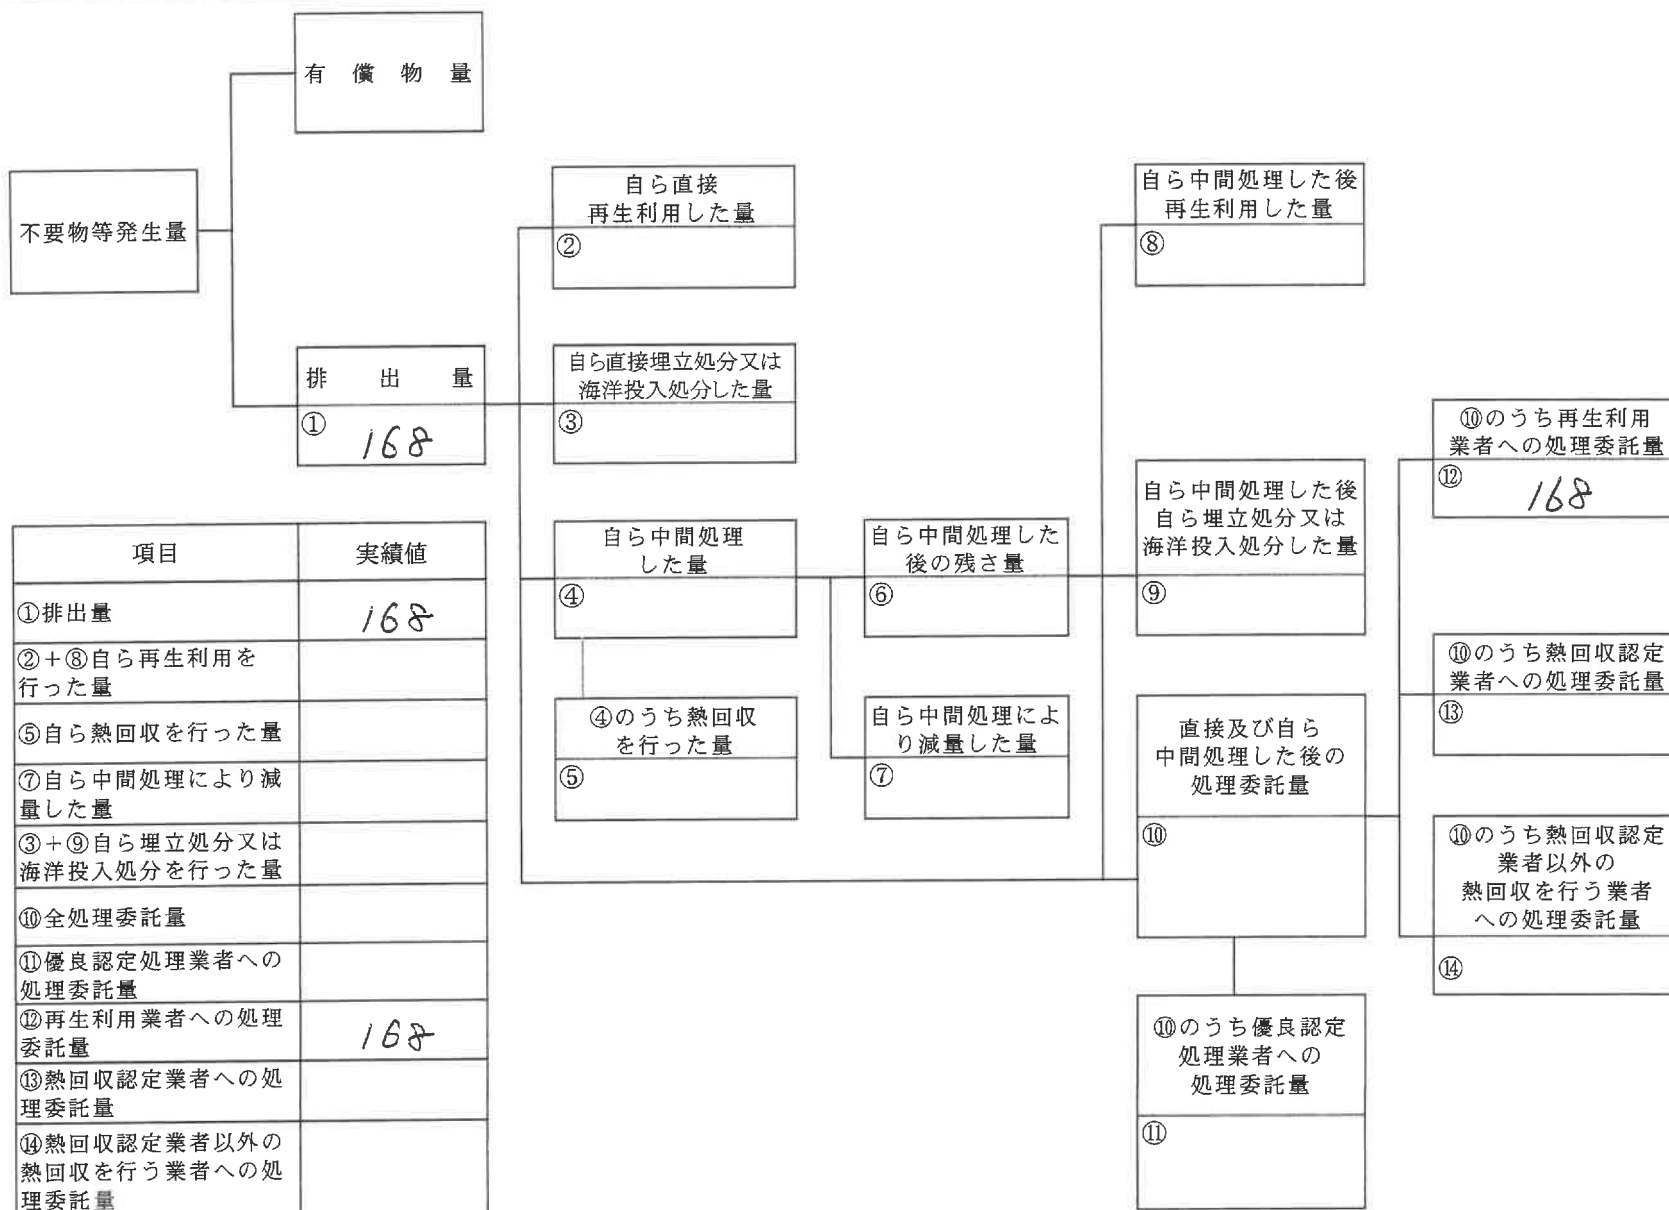 有償物量
不要物等発生量
排出量
① 168
自ら直接
再生利用した量
②
自ら直接埋立処分又は
海洋投入処分した量
③
自ら中間処理
した量
④
④のうち熱回収
を行った量
⑤
自ら中間処理した
後の残さ量
⑥
自ら中間処理によ
り減量した量
⑦
自ら中間処理した後
再生利用した量
⑧
自ら中間処理した後
自ら埋立処分又は
海洋投入処分した量
⑨
直接及び自ら
中間処理した後の
処理委託量
⑩
⑩のうち優良認定
処理業者への
処理委託量
⑪
⑩のうち再生利用
業者への処理委託量
⑫ 168
⑩のうち熱回収認定
業者への処理委託量
⑬
⑩のうち熱回収認定
業者以外の
熱回収を行う業者
への処理委託量
⑭
項目 実績値
①排出量 168
②+⑧自ら再生利用を
行った量
⑤自ら熱回収を行った量
⑦自ら中間処理により減
量した量
③+⑨自ら埋立処分又は
海洋投入処分を行った量
⑩全処理委託量
⑪優良認定処理業者への
処理委託量
⑫再生利用業者への処理
委託量 168
⑬熱回収認定業者への処
理委託量
⑭熱回収認定業者以外の
熱回収を行う業者への処
理委託量